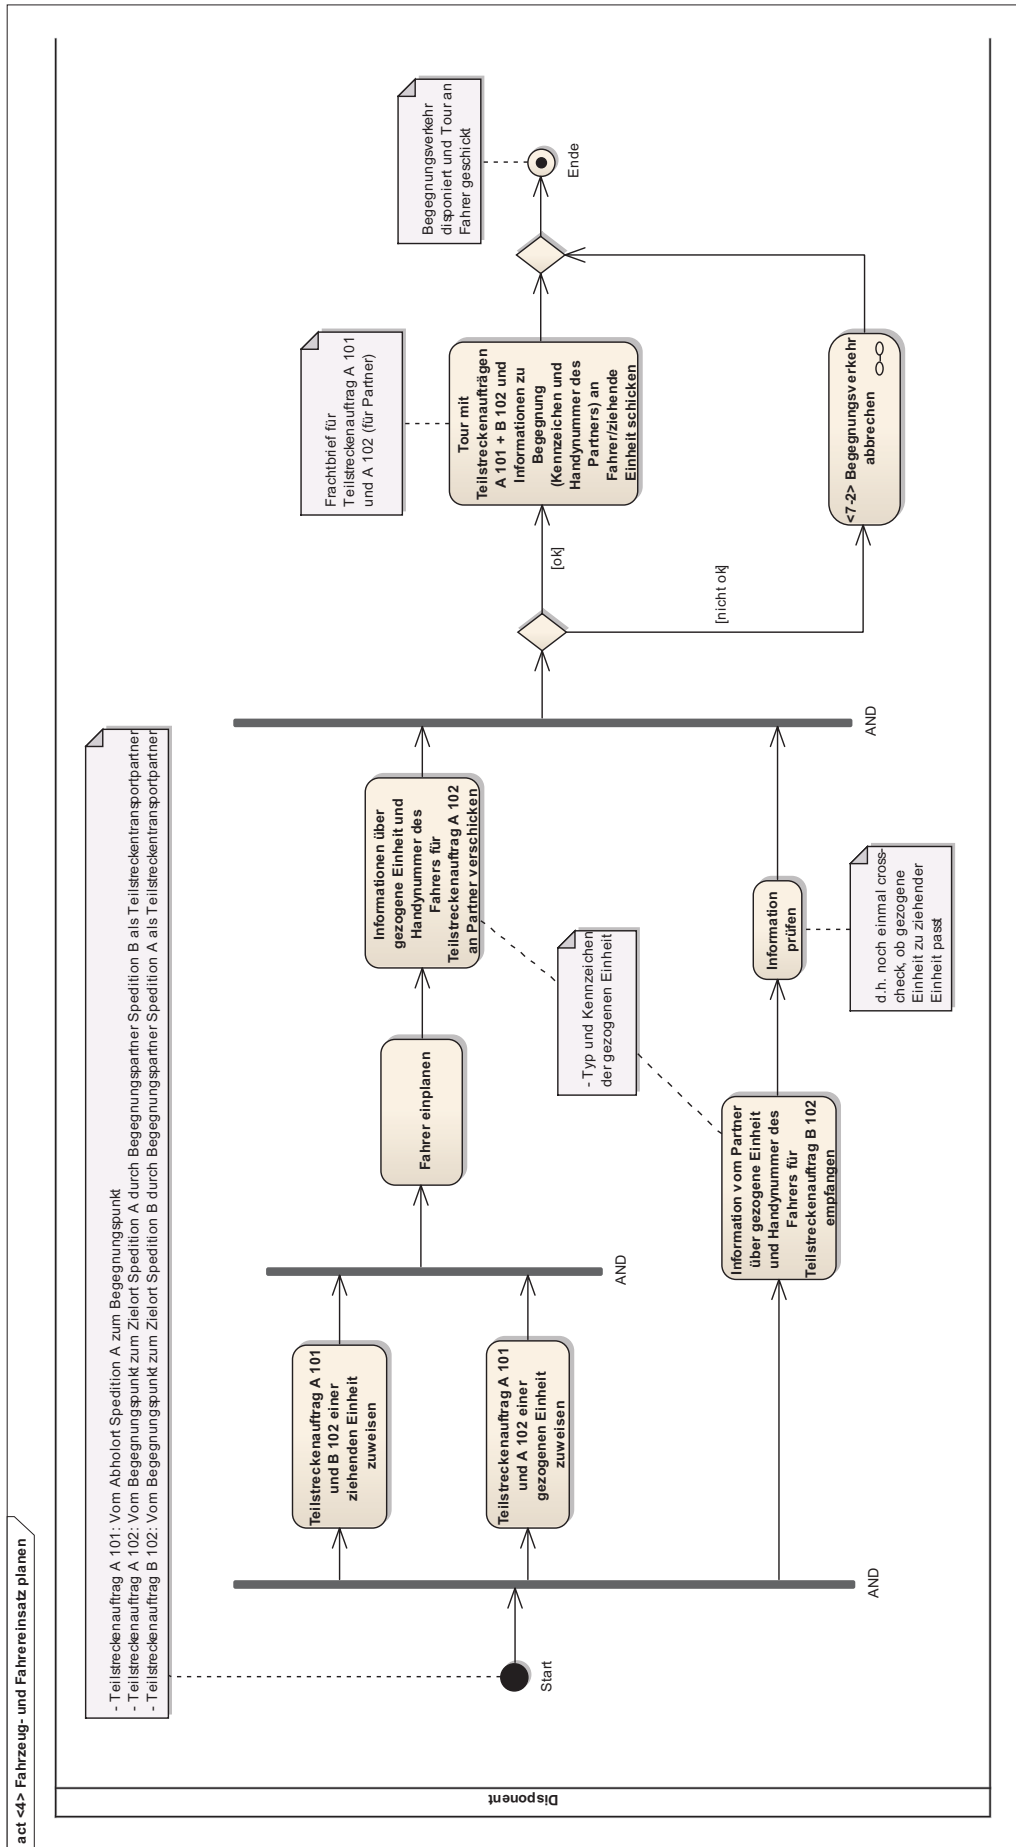 act <4> Fahrzeug- und Fahrereinsatz planen
Disponent
- Teilstreckenauftrag A 101: Vom Abholort Spedition A zum Begegnungspunkt
- Teilstreckenauftrag A 102: Vom Begegnungspunkt zum Zielort Spedition A durch Begegnungspartner Spedition B als Teilstreckentransportpartner
- Teilstreckenauftrag B 102: Vom Begegnungspunkt zum Zielort Spedition B durch Begegnungspartner Spedition A als Teilstreckentransportpartner
Start
AND
Teilstreckenauftrag A 101
und B 102 einer
ziehenden Einheit
zuweisen
Teilstreckenauftrag A 101
und A 102 einer
gezogenen Einheit
zuweisen
AND
Fahrer einplanen
Informationen über
gezogene Einheit und
Handynummer des
Fahrers für
Teilstreckenauftrag A 102
an Partner verschicken
- Typ und Kennzeichen
der gezogenen Einheit
Information vom Partner
über gezogene Einheit
und Handynummer des
Fahrers für
Teilstreckenauftrag B 102
empfangen
Information
prüfen
d.h. noch einmal cross-
check, ob gezogene
Einheit zu ziehender
Einheit passt
AND
[ok]
[nicht ok]
Frachtbrief für
Teilstreckenauftrag A 101
und A 102 (für Partner)
Tour mit
Teilstreckenaufträgen
A 101 + B 102 und
Informationen zu
Begegnung
(Kennzeichen und
Handynummer des
Partners) an
Fahrer/ziehende
Einheit schicken
<7-2> Begegnungsverkehr
abbrechen
Begegnungsverkehr
disponiert und Tour an
Fahrer geschickt
Ende